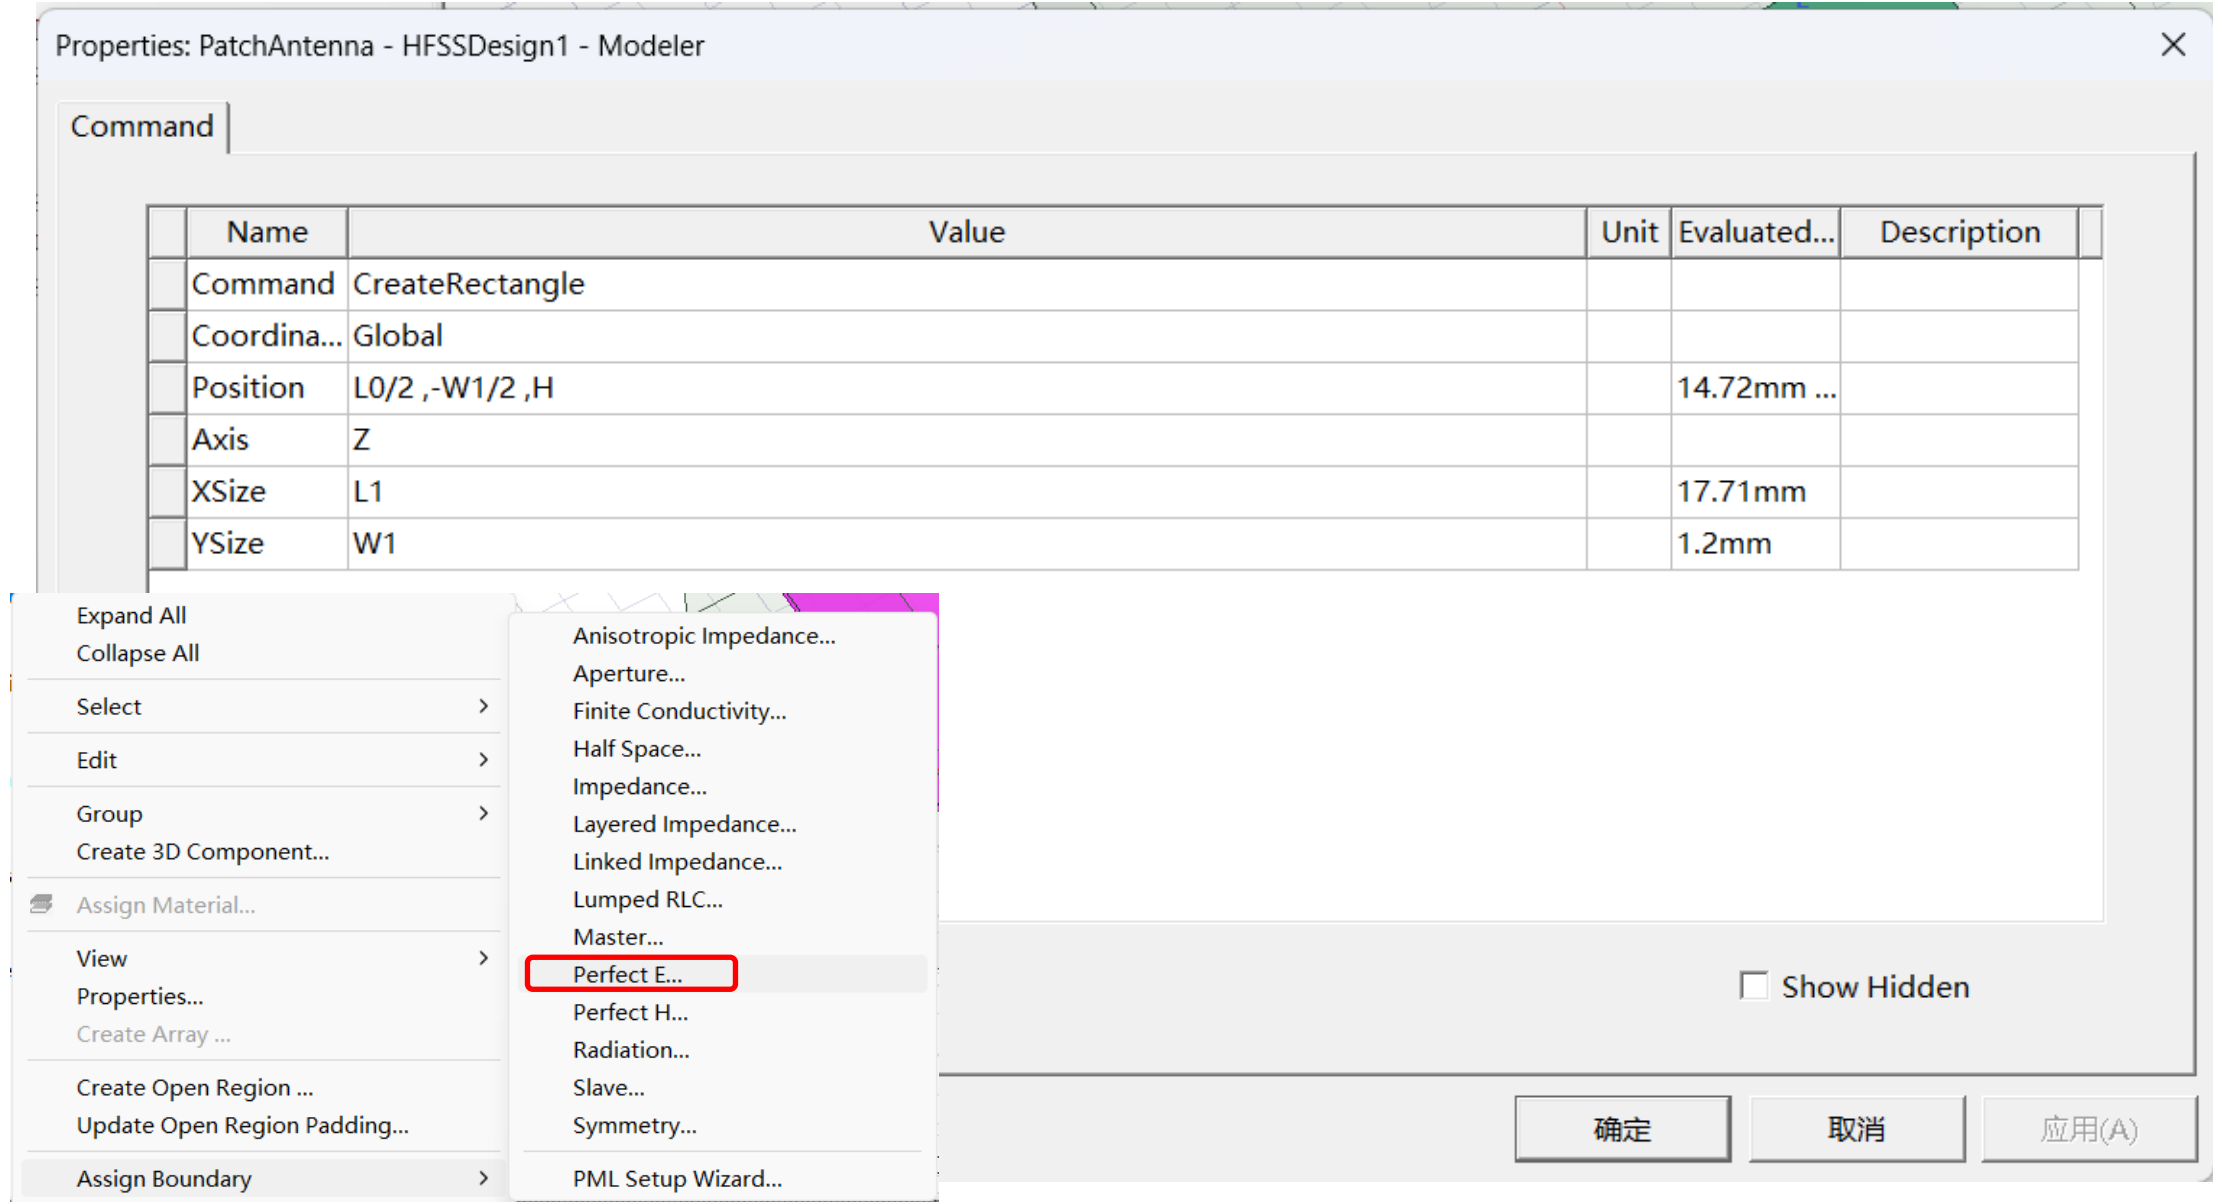 Properties: PatchAntenna - HFSSDesign1 - Modeler
Command
Name Value Unit Evaluated... Description
Command CreateRectangle
Coordina... Global
Position L0/2 ,-W1/2 ,H 14.72mm ...
Axis Z
XSize L1 17.71mm
YSize W1 1.2mm
Expand All
Collapse All
Select
Edit
Group
Create 3D Component...
Assign Material...
View
Properties...
Create Array ...
Create Open Region ...
Update Open Region Padding...
Assign Boundary
Anisotropic Impedance...
Aperture...
Finite Conductivity...
Half Space...
Impedance...
Layered Impedance...
Linked Impedance...
Lumped RLC...
Master...
Perfect E...
Perfect H...
Radiation...
Slave...
Symmetry...
PML Setup Wizard...
Show Hidden
确定 取消 应用(A)